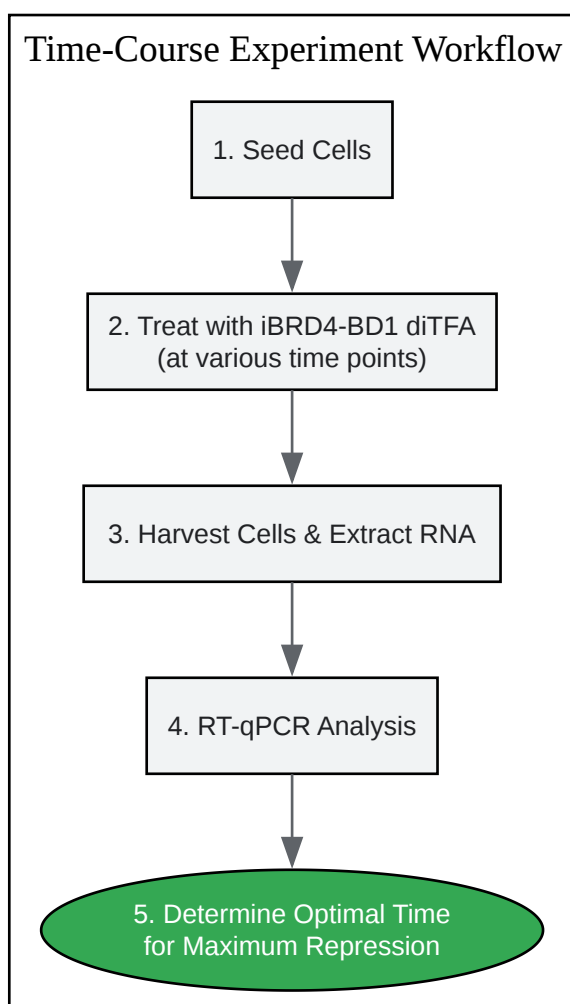 Time-Course Experiment Workflow
1. Seed Cells
2. Treat with iBRD4-BD1 diTFA
(at various time points)
3. Harvest Cells & Extract RNA
4. RT-qPCR Analysis
5. Determine Optimal Time
for Maximum Repression